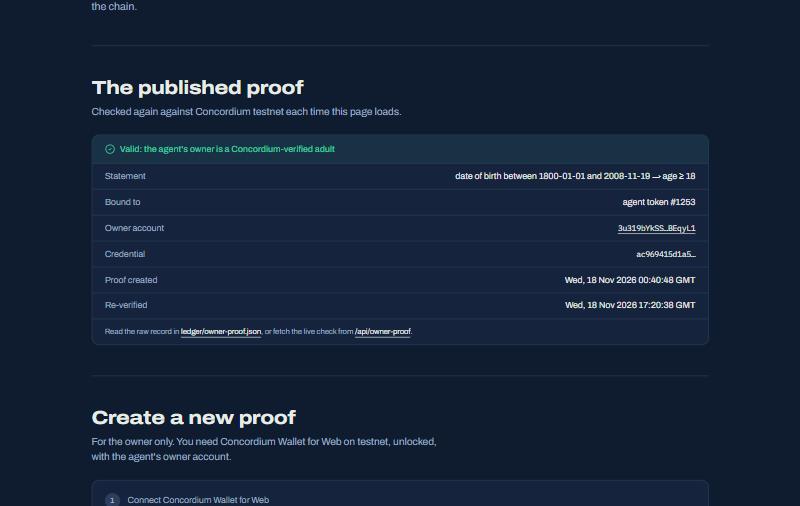 the chain.
The published proof
Checked again against Concordium testnet each time this page loads.
Valid: the agent's owner is a Concordium-verified adult
Statement date of birth between 1800-01-01 and 2008-11-19 → age ≥ 18
Bound to agent token #1253
Owner account 3u319bYkSS…BEqyL1
Credential ac969415d1a5…
Proof created Wed, 18 Nov 2026 00:40:48 GMT
Re-verified Wed, 18 Nov 2026 17:20:38 GMT
Read the raw record in ledger/owner-proof.json, or fetch the live check from /api/owner-proof.
Create a new proof
For the owner only. You need Concordium Wallet for Web on testnet, unlocked,
with the agent's owner account.
1 Connect Concordium Wallet for Web